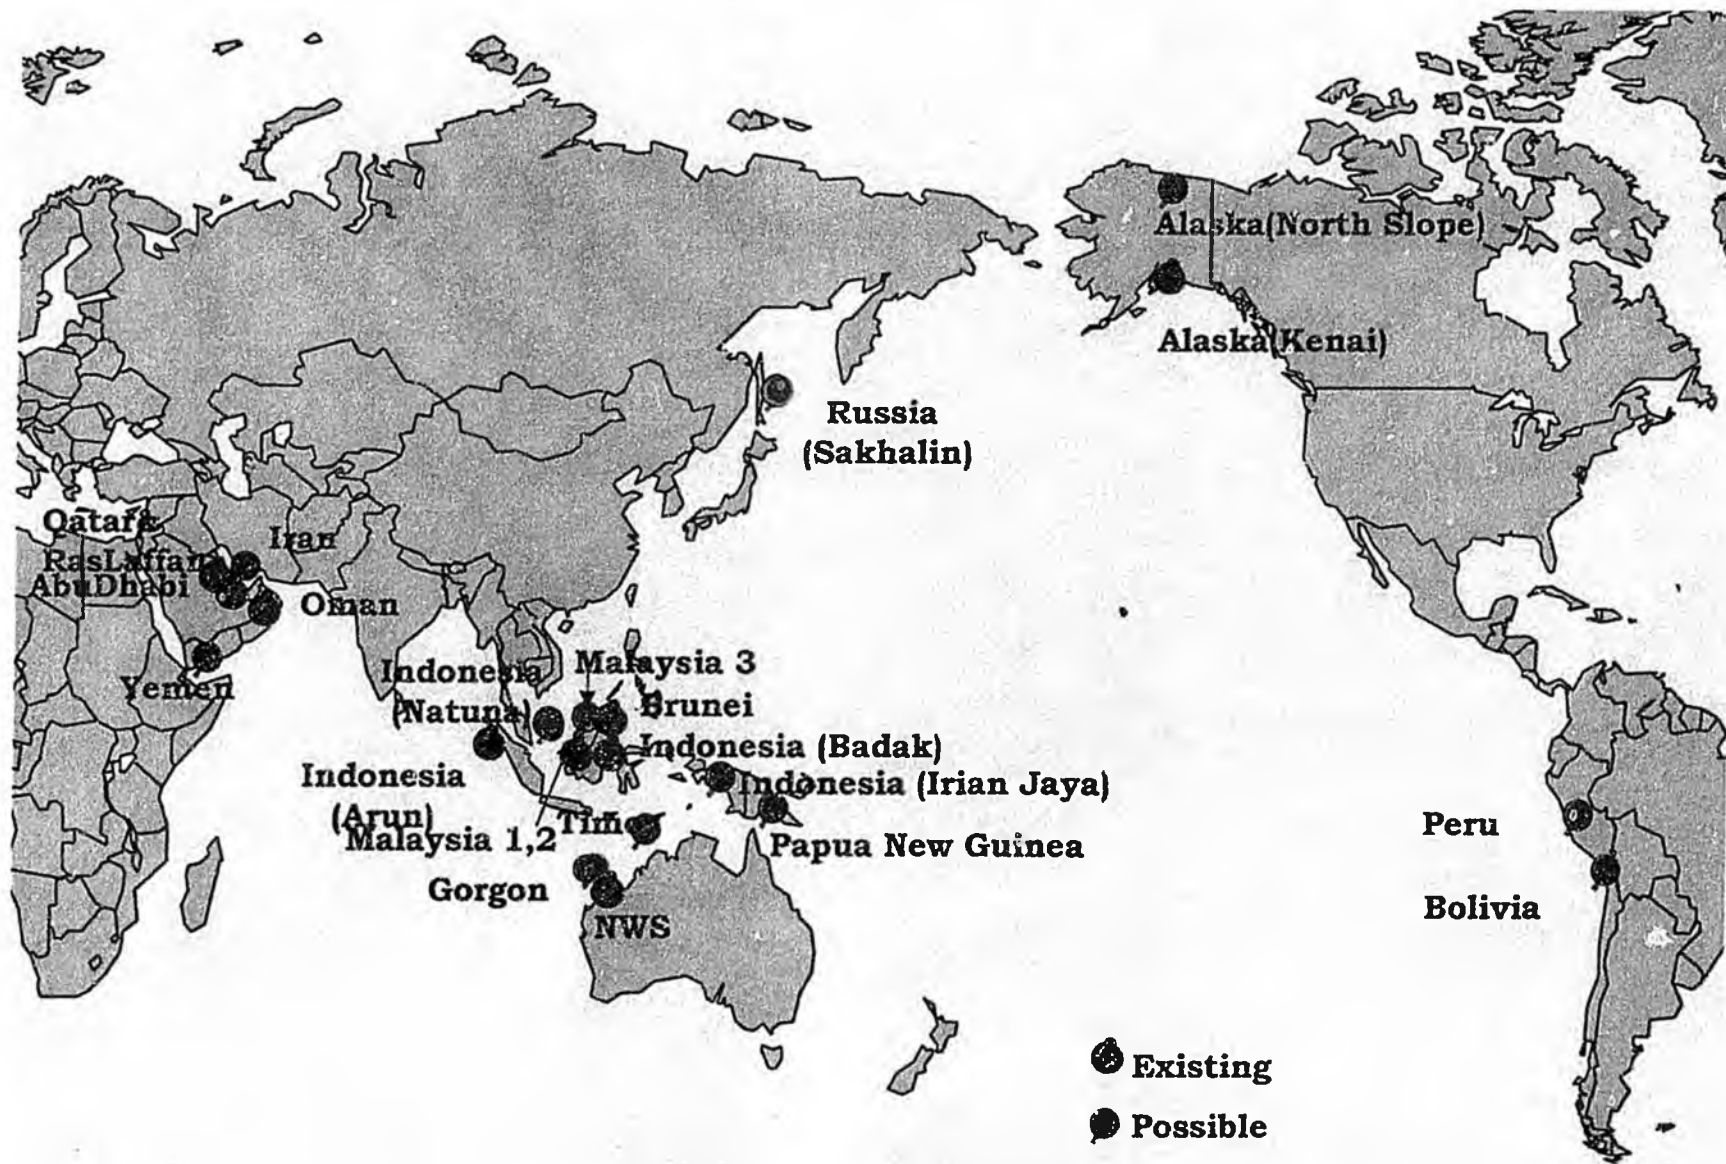 Alaska(North Slope)
Alaska(Kenai)
Russia
(Sakhalin)
Qatar&
RasLaffan
AbuDhabi
Iran
Oman
Yemen
Indonesia
(Natuna)
Malaysia 3
Brunei
Indonesia (Badak)
Indonesia
(Arun)
Indonesia (Irian Jaya)
Malaysia 1,2
Timor
Papua New Guinea
Gorgon
NWS
Peru
Bolivia
Existing
Possible